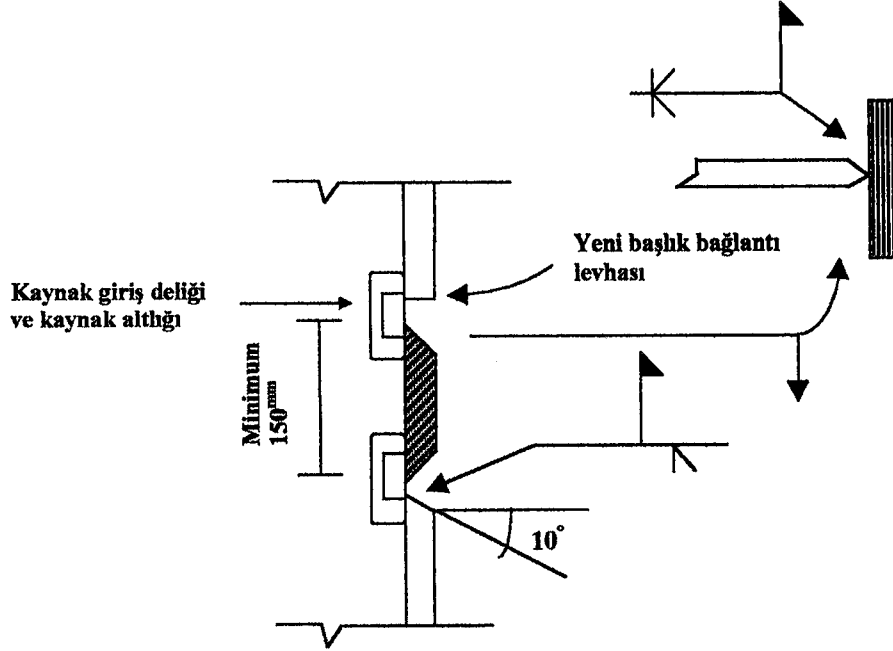 Yeni başlık bağlantı
levhası
Kaynak giriş deliği
ve kaynak altlığı
Minimum
150mm
10°